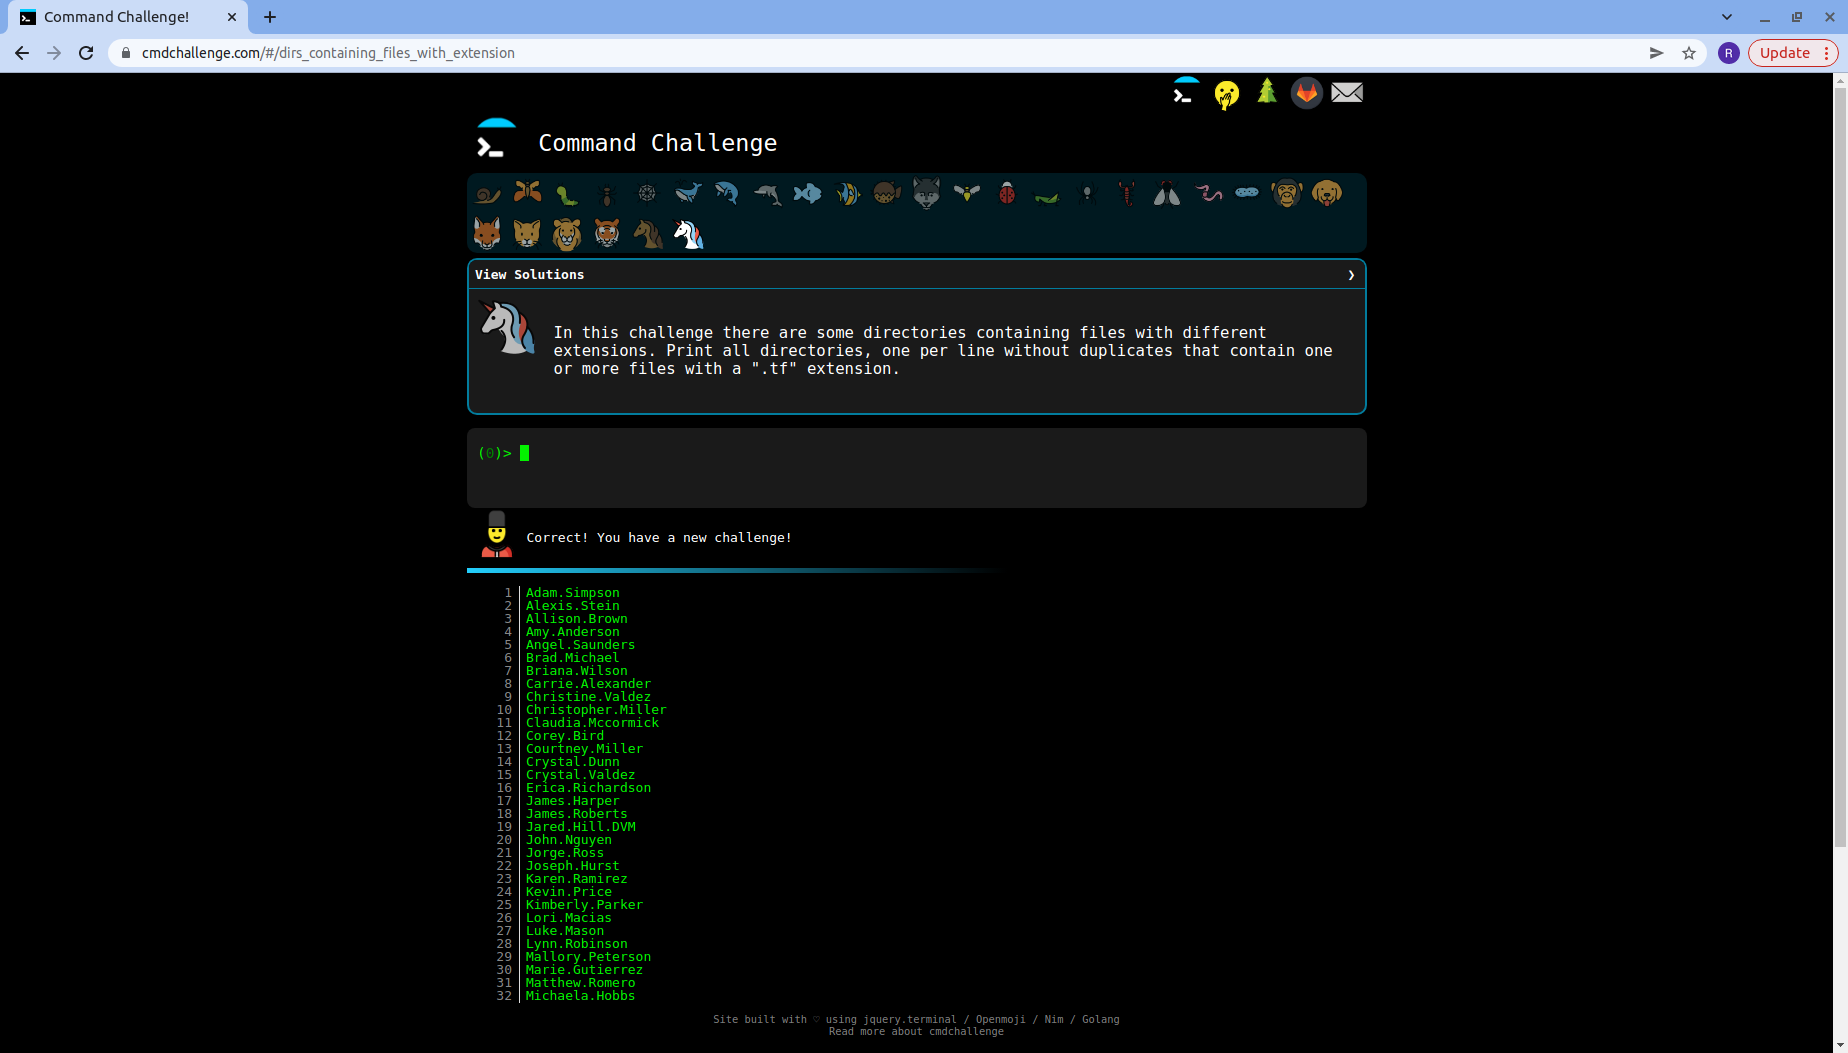 Command Challenge!
cmdchallenge.com/#/dirs_containing_files_with_extension
R
Update
Command Challenge
View Solutions
In this challenge there are some directories containing files with different
extensions. Print all directories, one per line without duplicates that contain one
or more files with a ".tf" extension.
(0)>
Correct! You have a new challenge!
1 Adam.Simpson
2 Alexis.Stein
3 Allison.Brown
4 Amy.Anderson
5 Angel.Saunders
6 Brad.Michael
7 Briana.Wilson
8 Carrie.Alexander
9 Christine.Valdez
10 Christopher.Miller
11 Claudia.Mccormick
12 Corey.Bird
13 Courtney.Miller
14 Crystal.Dunn
15 Crystal.Valdez
16 Erica.Richardson
17 James.Harper
18 James.Roberts
19 Jared.Hill.DVM
20 John.Nguyen
21 Jorge.Ross
22 Joseph.Hurst
23 Karen.Ramirez
24 Kevin.Price
25 Kimberly.Parker
26 Lori.Macias
27 Luke.Mason
28 Lynn.Robinson
29 Mallory.Peterson
30 Marie.Gutierrez
31 Matthew.Romero
32 Michaela.Hobbs
Site built with ♡ using jquery.terminal / Openmoji / Nim / Golang
Read more about cmdchallenge